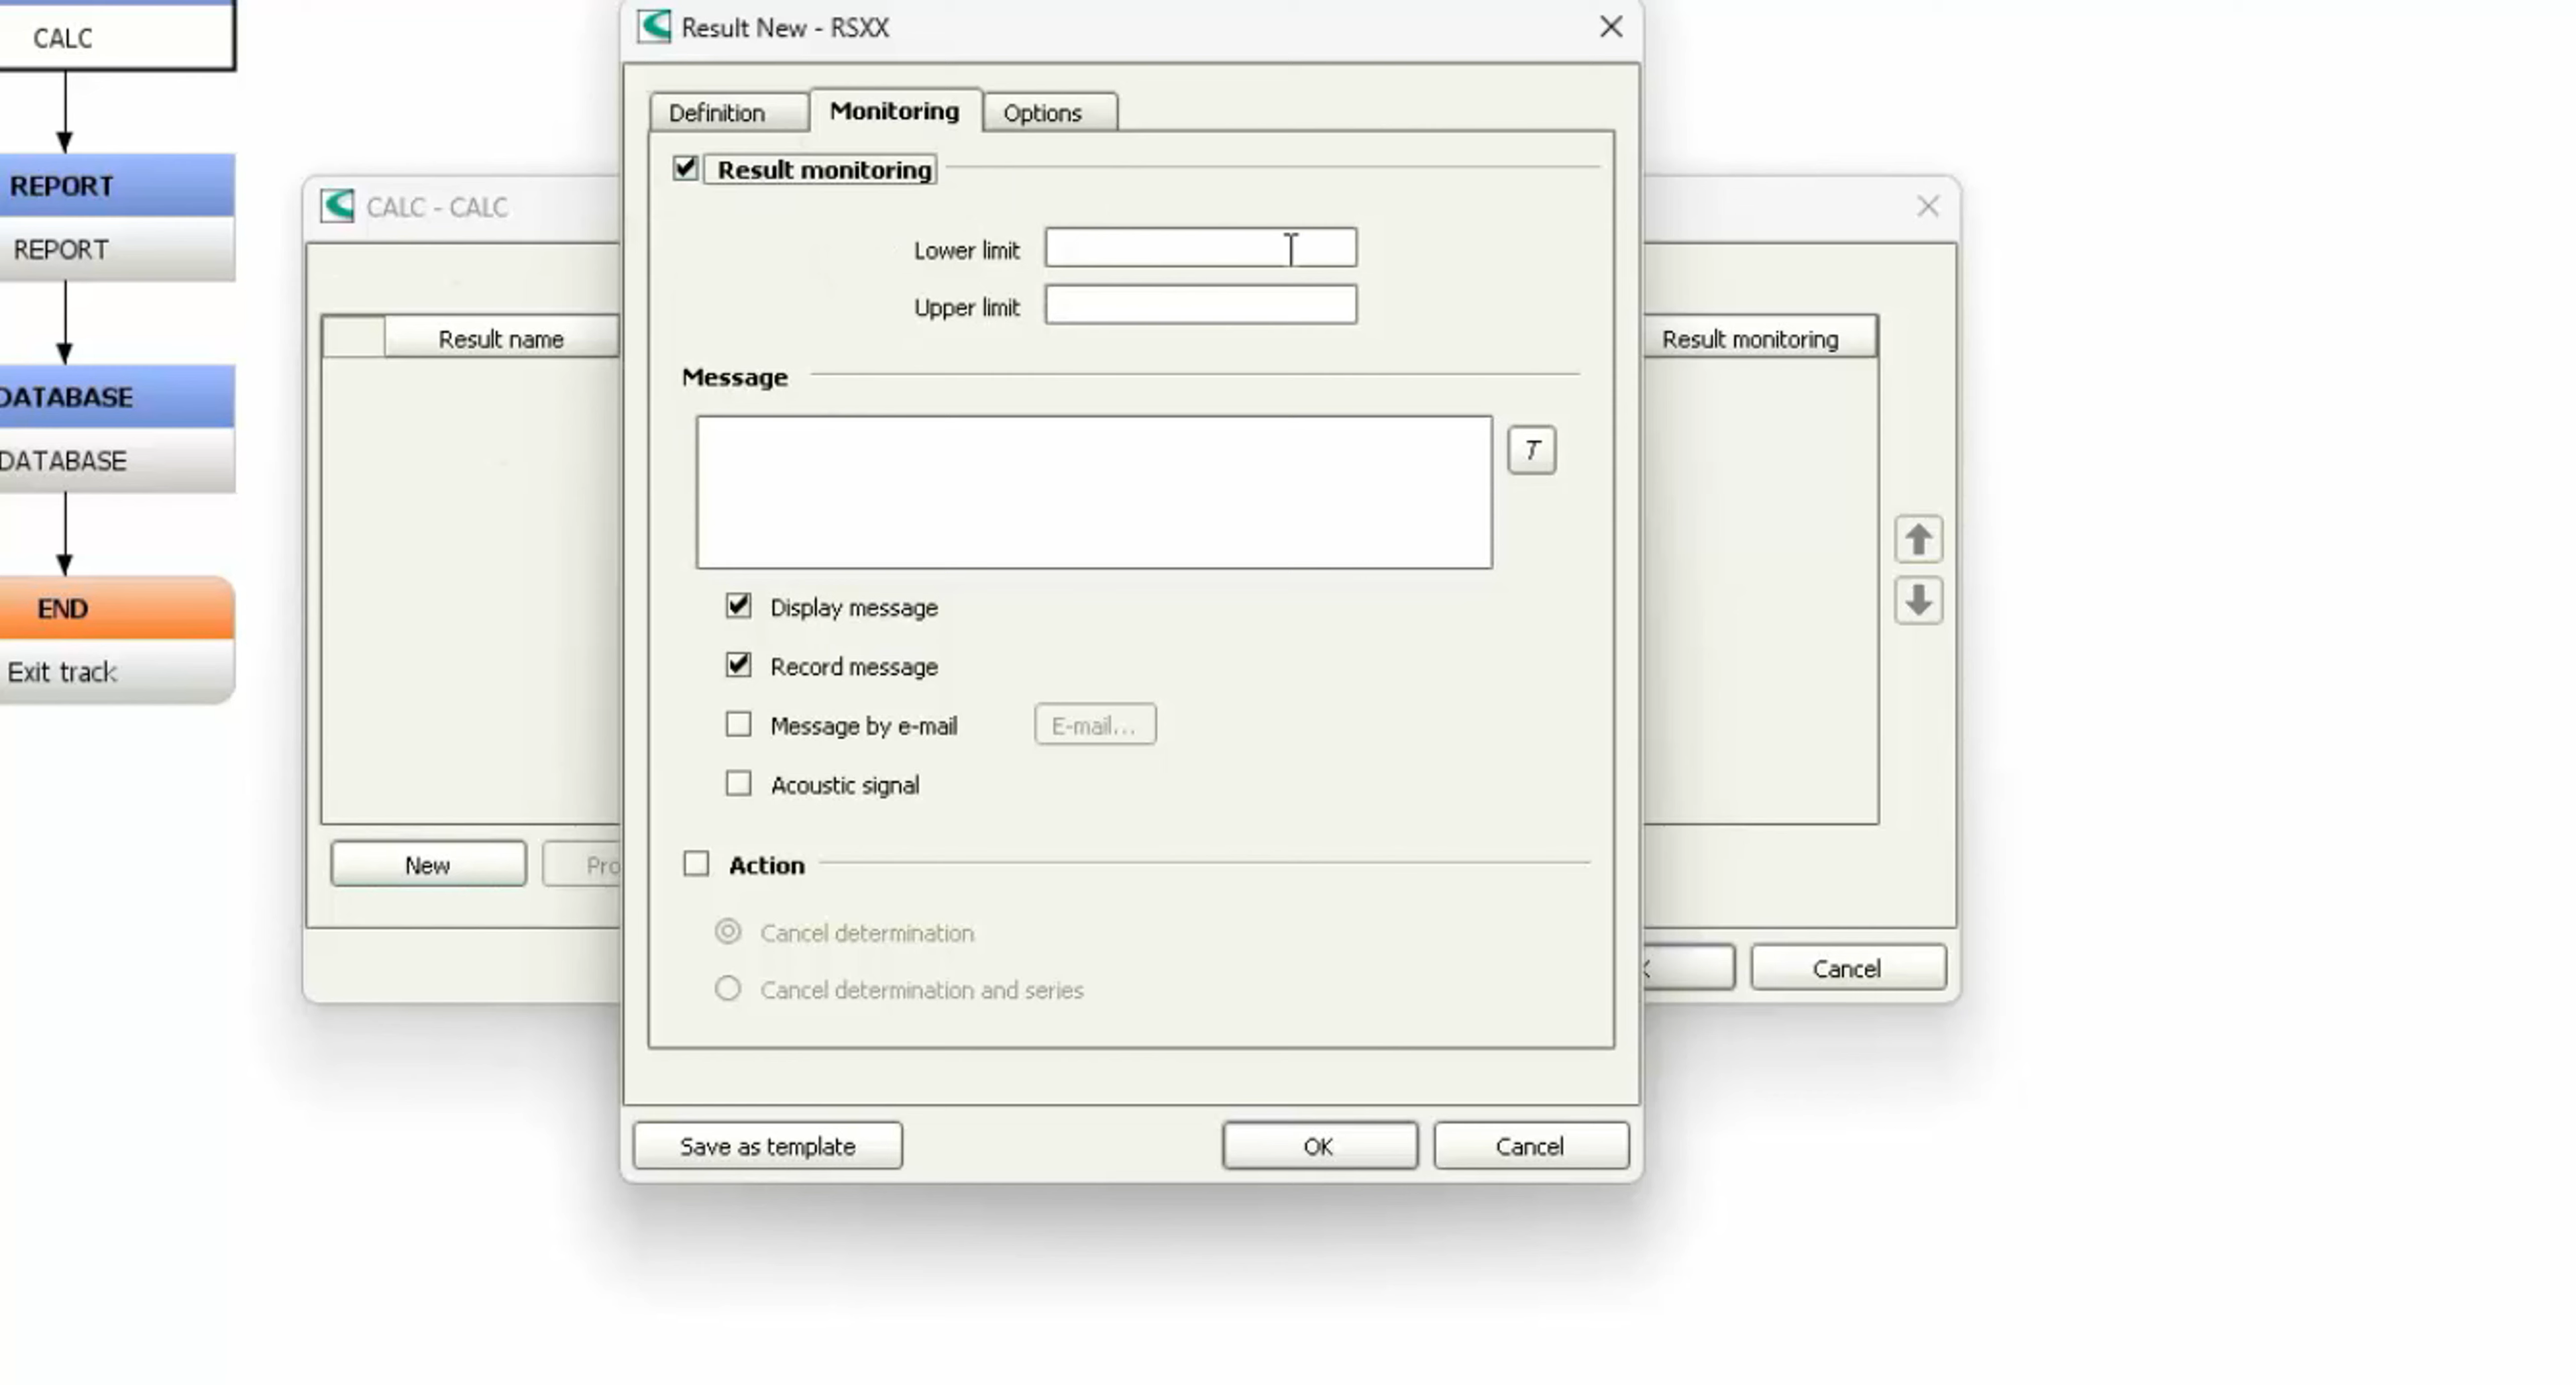 CALC
REPORT
REPORT
DATABASE
DATABASE
END
Exit track
CALC - CALC
Result name
New
Result New - RSXX
Definition
Monitoring
Options
Result monitoring
Lower limit
Upper limit
Message
T
Display message
Record message
Message by e-mail
E-mail...
Acoustic signal
Action
Cancel determination
Cancel determination and series
Save as template
OK
Cancel
Result monitoring
Cancel